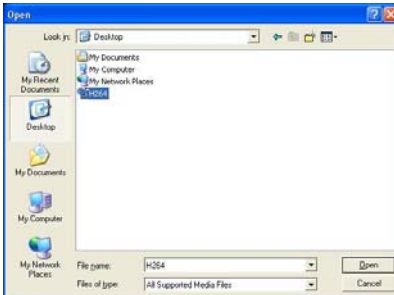 Open
Look in: Desktop
My Documents
My Computer
My Network Places
H264
My Recent
Documents
Desktop
My Documents
My Computer
My Network
Places
File name: H264 Open
Files of type: All Supported Media Files Cancel